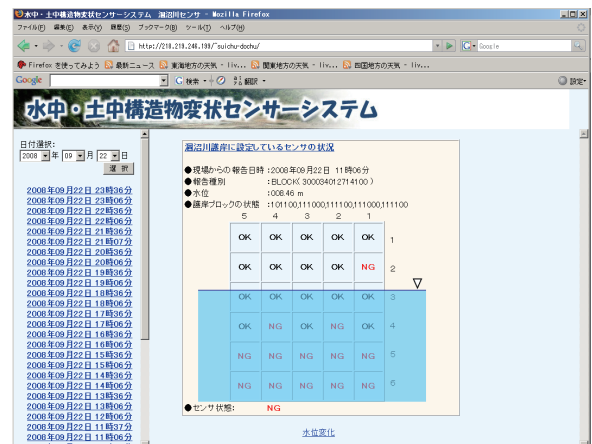 水中・土中構造物変状センサーシステム 涸沼川センサ - Mozilla Firefox
ファイル(F) 編集(E) 表示(V) 履歴(S) ブックマーク(B) ツール(T) ヘルプ(H)
http://210.219.246.199/~suichu-dochu/
Google
Firefox を使ってみよう 最新ニュース 東海地方の天気 - liv... 関東地方の天気 - liv... 四国地方の天気 - liv...
Google 検索 翻訳 設定
水中・土中構造物変状センサーシステム
日付選択:
2008 年 09 月 22 日
選 択
2008年09月22日 23時36分
2008年09月22日 23時06分
2008年09月22日 22時36分
2008年09月22日 22時06分
2008年09月22日 21時36分
2008年09月22日 21時07分
2008年09月22日 20時36分
2008年09月22日 20時06分
2008年09月22日 19時36分
2008年09月22日 19時06分
2008年09月22日 18時36分
2008年09月22日 18時06分
2008年09月22日 17時36分
2008年09月22日 17時06分
2008年09月22日 16時36分
2008年09月22日 16時06分
2008年09月22日 15時36分
2008年09月22日 15時06分
2008年09月22日 14時36分
2008年09月22日 14時06分
2008年09月22日 13時36分
2008年09月22日 13時06分
2008年09月22日 12時06分
2008年09月22日 11時37分
2008年09月22日 11時06分
涸沼川護岸に設定しているセンサの状況
●現場からの報告日時 :2008年09月22日 11時06分
●報告種別 :BLOCK( 3000340127141 00 )
●水位 :008.46 m
●護岸ブロックの状態 :101100,111000,111100,111000,111100
5 4 3 2 1
OK OK OK OK OK 1
OK OK OK OK NG 2
▽
OK OK OK OK OK 3
OK NG OK NG OK 4
NG NG NG NG NG 5
NG NG NG NG NG 6
●センサ状態: NG
水位変化